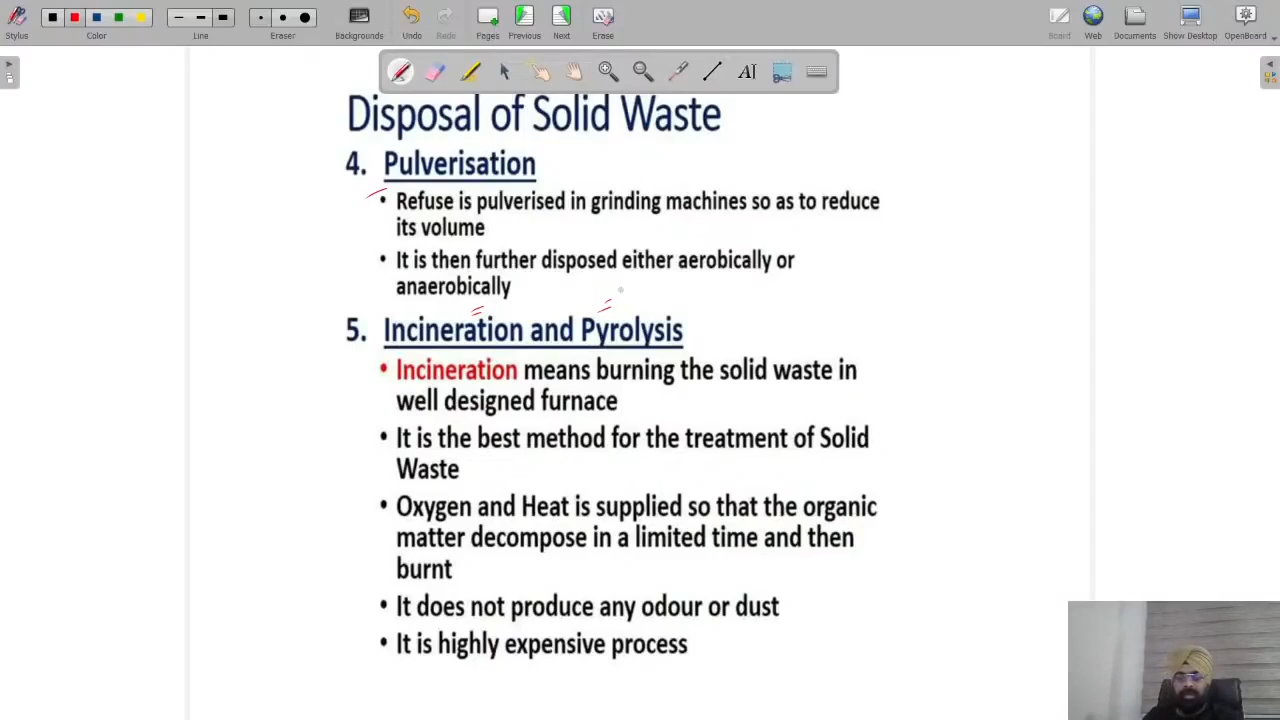 Stylus
Color
Line
Eraser
Backgrounds
Undo
Redo
Pages
Previous
Next
Erase
Board
Web
Documents
Show Desktop
OpenBoard
Disposal of Solid Waste
4. Pulverisation
• Refuse is pulverised in grinding machines so as to reduce
its volume
• It is then further disposed either aerobically or
anaerobically
5. Incineration and Pyrolysis
• Incineration means burning the solid waste in
well designed furnace
• It is the best method for the treatment of Solid
Waste
• Oxygen and Heat is supplied so that the organic
matter decompose in a limited time and then
burnt
• It does not produce any odour or dust
• It is highly expensive process